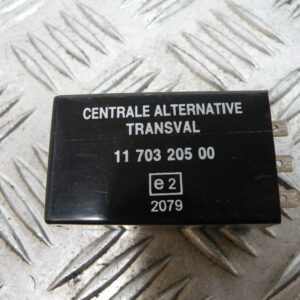 CENTRALE ALTERNATIVE
TRANSVAL
11 703 205 00
e2
2079